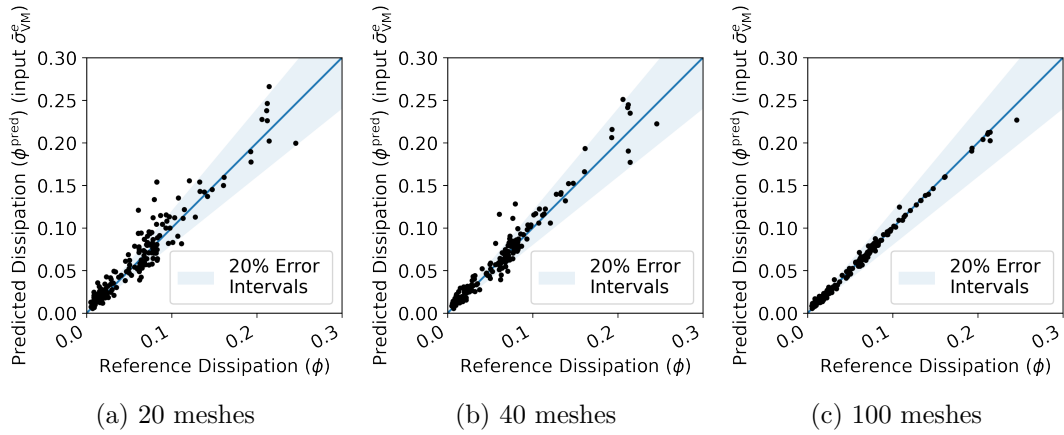 Predicted Dissipation (ϕ^pred) (input σ̄^e_VM)
0.30
0.25
0.20
0.15
0.10
0.05
0.00
20% Error
Intervals
0.0
0.1
0.2
0.3
Reference Dissipation (ϕ)
(a) 20 meshes
Predicted Dissipation (ϕ^pred) (input σ̄^e_VM)
0.30
0.25
0.20
0.15
0.10
0.05
0.00
20% Error
Intervals
0.0
0.1
0.2
0.3
Reference Dissipation (ϕ)
(b) 40 meshes
Predicted Dissipation (ϕ^pred) (input σ̄^e_VM)
0.30
0.25
0.20
0.15
0.10
0.05
0.00
20% Error
Intervals
0.0
0.1
0.2
0.3
Reference Dissipation (ϕ)
(c) 100 meshes